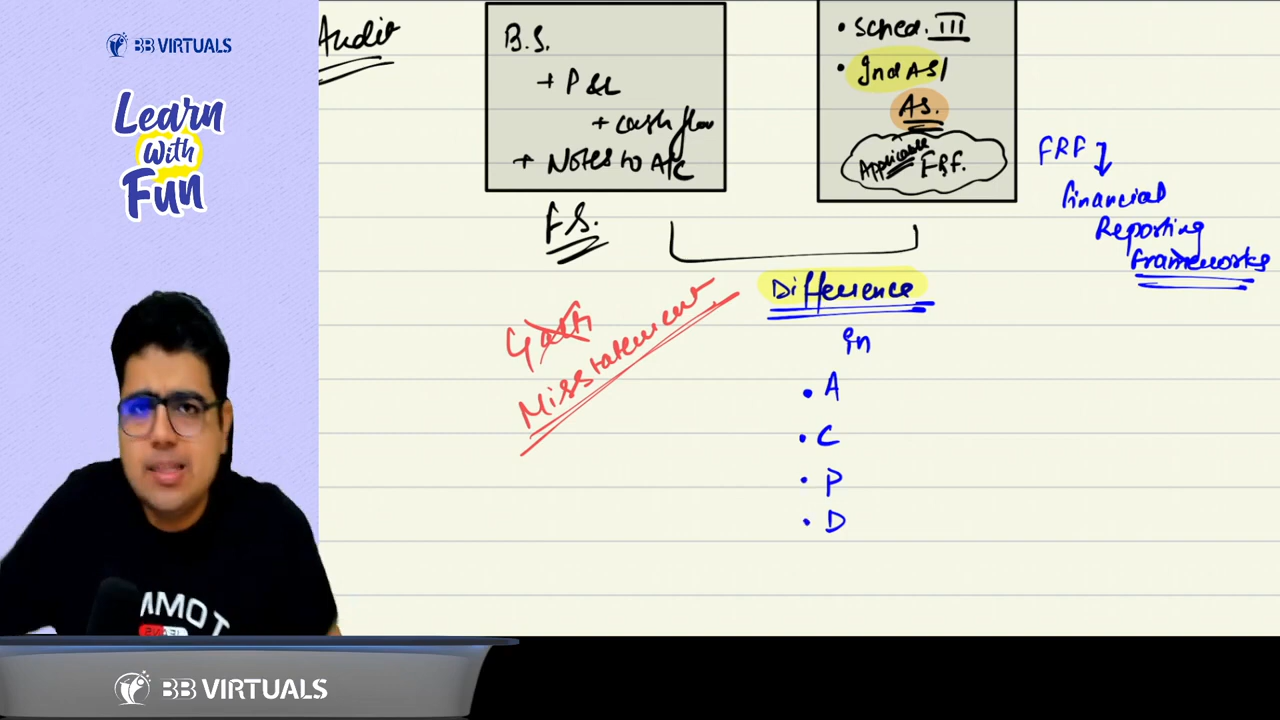 BB VIRTUALS
Learn
With
Fun
Audit
B.S.
+ P&L
+ cash flow
+ Notes to A/c
F.S.
• Sched. III
• Ind AS/
AS.
Applicable FRF.
FRF
Financial
Reporting
Frameworks
Difference
in
• A
• C
• P
• D
Misstatement
BB VIRTUALS